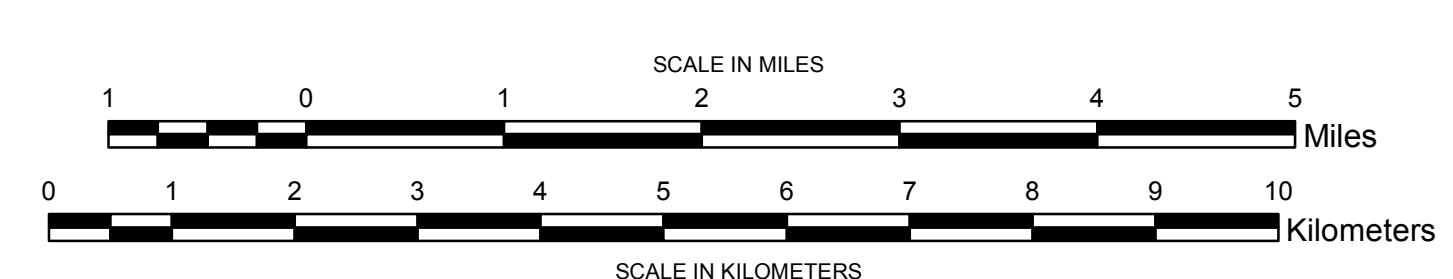 SCALE IN MILES
1 0 1 2 3 4 5
Miles
0 1 2 3 4 5 6 7 8 9 10
Kilometers
SCALE IN KILOMETERS